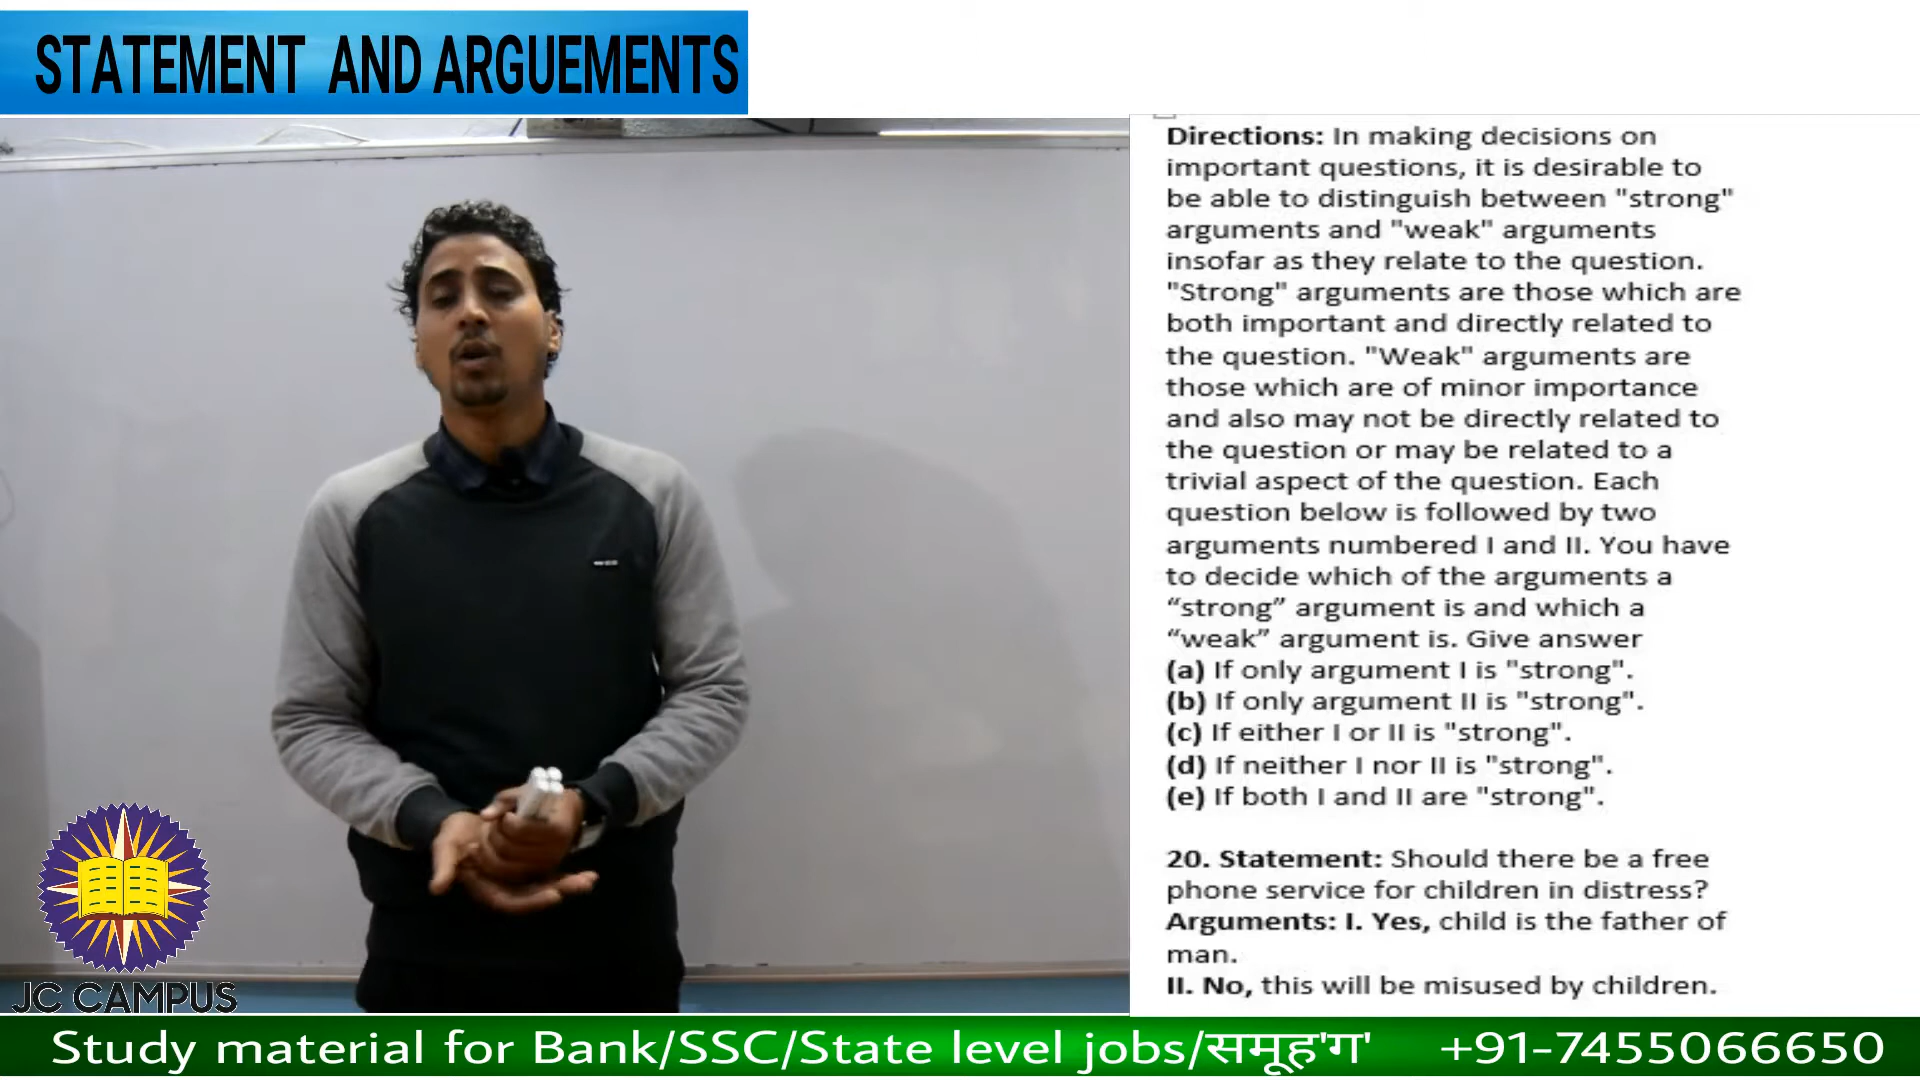 STATEMENT AND ARGUEMENTS
Directions: In making decisions on
important questions, it is desirable to
be able to distinguish between "strong"
arguments and "weak" arguments
insofar as they relate to the question.
"Strong" arguments are those which are
both important and directly related to
the question. "Weak" arguments are
those which are of minor importance
and also may not be directly related to
the question or may be related to a
trivial aspect of the question. Each
question below is followed by two
arguments numbered I and II. You have
to decide which of the arguments a
“strong” argument is and which a
“weak” argument is. Give answer
(a) If only argument I is "strong".
(b) If only argument II is "strong".
(c) If either I or II is "strong".
(d) If neither I nor II is "strong".
(e) If both I and II are "strong".
20. Statement: Should there be a free
phone service for children in distress?
Arguments: I. Yes, child is the father of
man.
II. No, this will be misused by children.
JC CAMPUS
Study material for Bank/SSC/State level jobs/समूह'ग' +91-7455066650